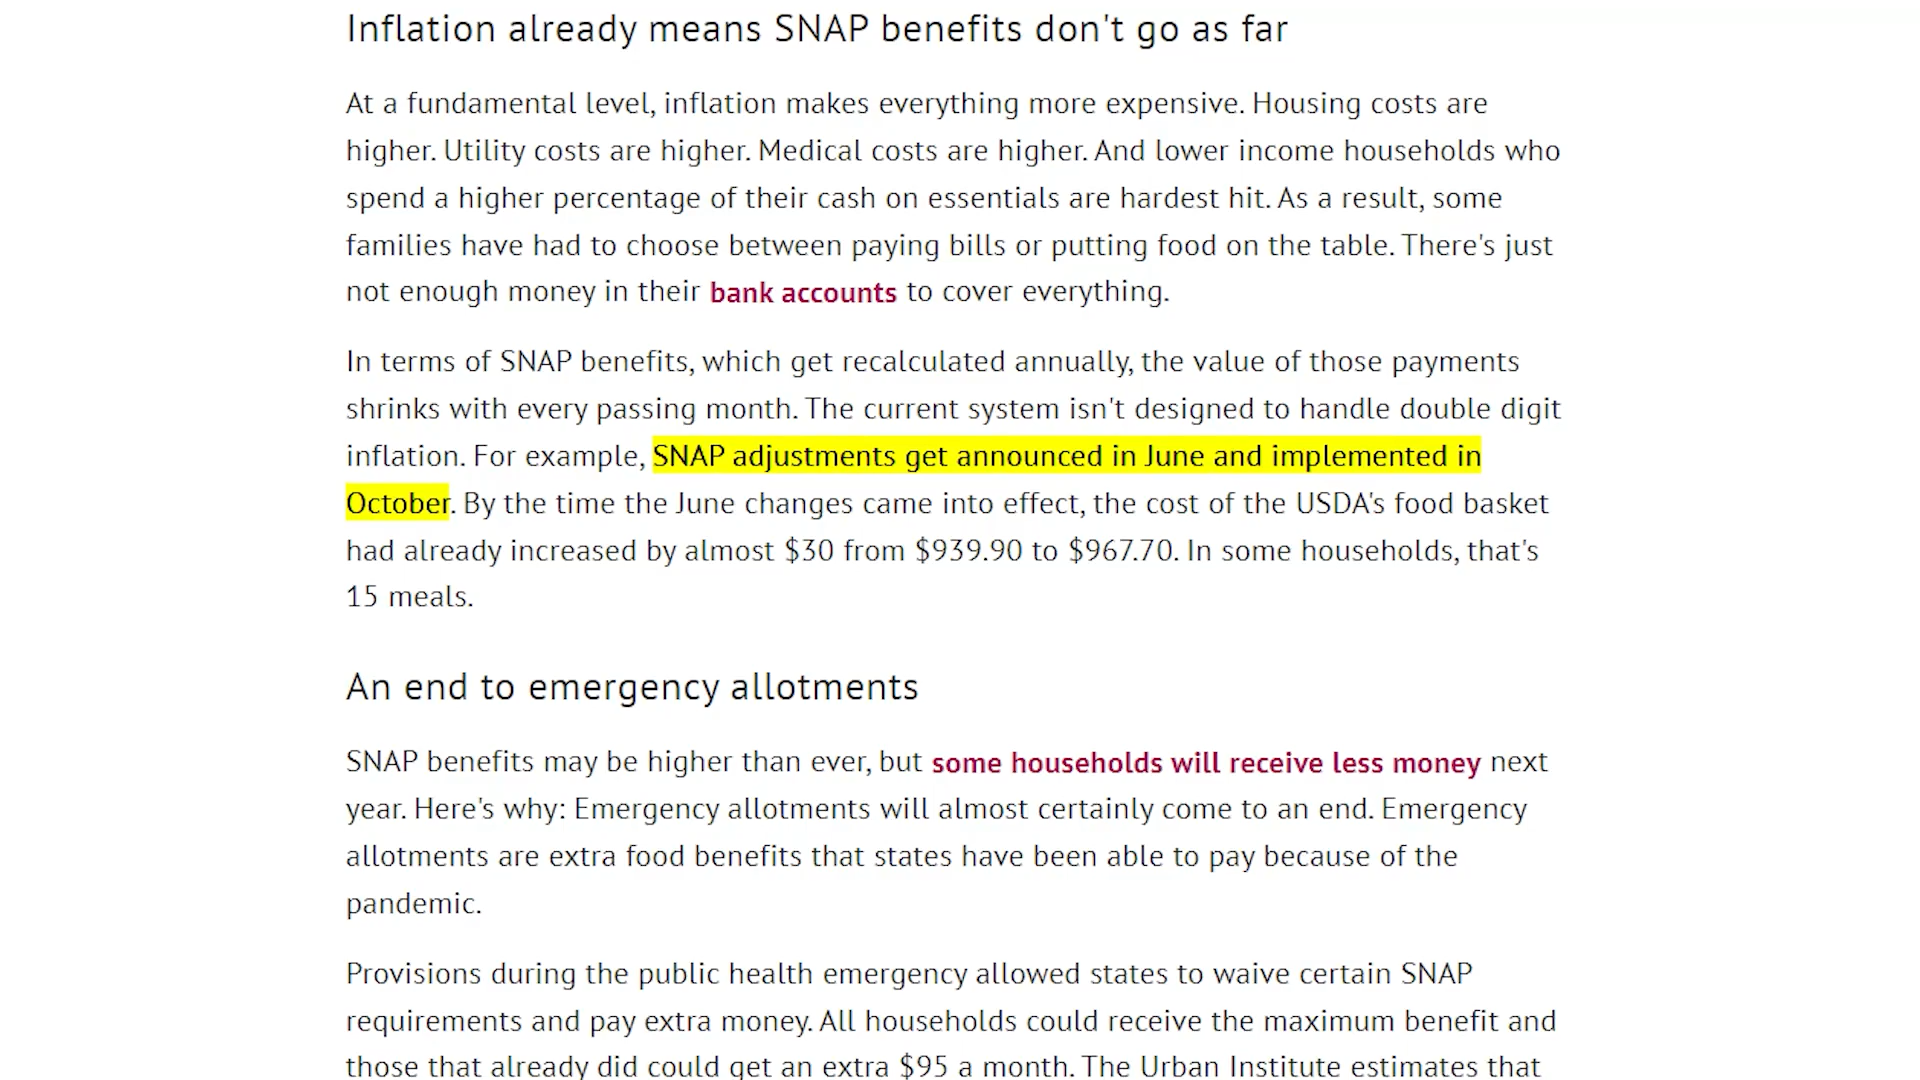 Inflation already means SNAP benefits don't go as far
At a fundamental level, inflation makes everything more expensive. Housing costs are
higher. Utility costs are higher. Medical costs are higher. And lower income households who
spend a higher percentage of their cash on essentials are hardest hit. As a result, some
families have had to choose between paying bills or putting food on the table. There's just
not enough money in their bank accounts to cover everything.
In terms of SNAP benefits, which get recalculated annually, the value of those payments
shrinks with every passing month. The current system isn't designed to handle double digit
inflation. For example, SNAP adjustments get announced in June and implemented in
October. By the time the June changes came into effect, the cost of the USDA's food basket
had already increased by almost $30 from $939.90 to $967.70. In some households, that's
15 meals.
An end to emergency allotments
SNAP benefits may be higher than ever, but some households will receive less money next
year. Here's why: Emergency allotments will almost certainly come to an end. Emergency
allotments are extra food benefits that states have been able to pay because of the
pandemic.
Provisions during the public health emergency allowed states to waive certain SNAP
requirements and pay extra money. All households could receive the maximum benefit and
those that already did could get an extra $95 a month. The Urban Institute estimates that